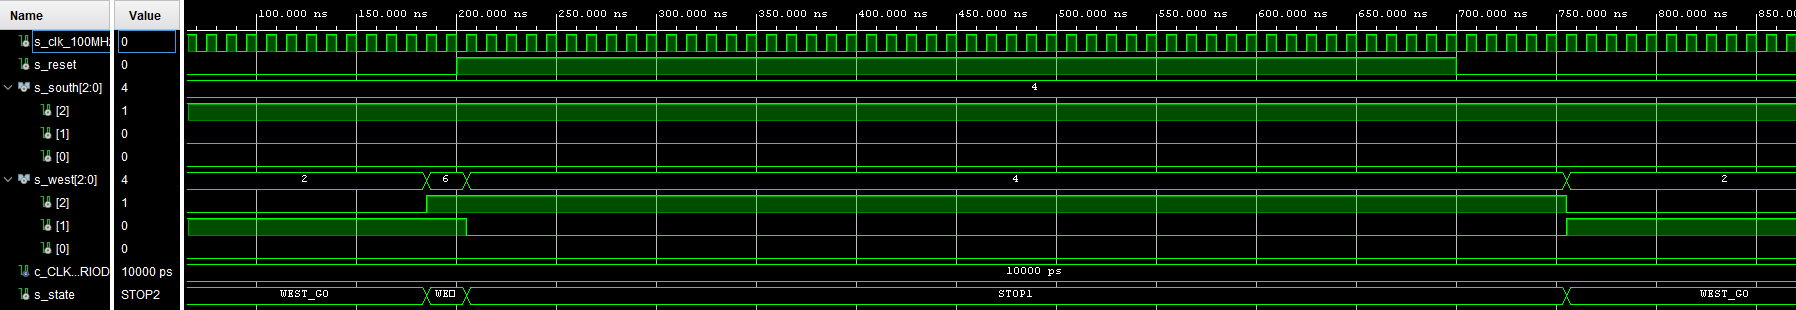 Name Value 100.000 ns 150.000 ns 200.000 ns 250.000 ns 300.000 ns 350.000 ns 400.000 ns 450.000 ns 500.000 ns 550.000 ns 600.000 ns 650.000 ns 700.000 ns 750.000 ns 800.000 ns 850.0
s_clk_100MH 0
s_reset 0
s_south[2:0] 4 4
[2] 1
[1] 0
[0] 0
s_west[2:0] 4 2 6 4 2
[2] 1
[1] 0
[0] 0
c_CLK...RIOD 10000 ps 10000 ps
s_state STOP2 WEST_GO WE□ STOP1 WEST_GO